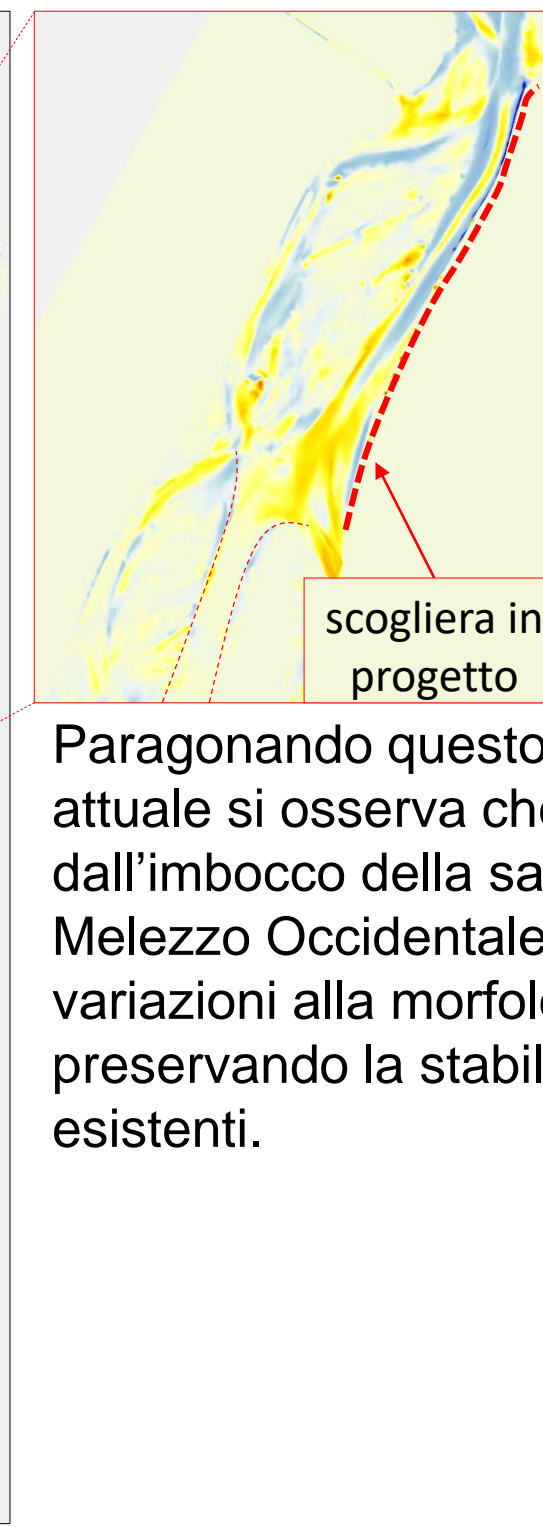 scogliera in
progetto
Paragonando questo
attuale si osserva che
dall'imbocco della sa
Melezzo Occidentale
variazioni alla morfol
preservando la stabil
esistenti.